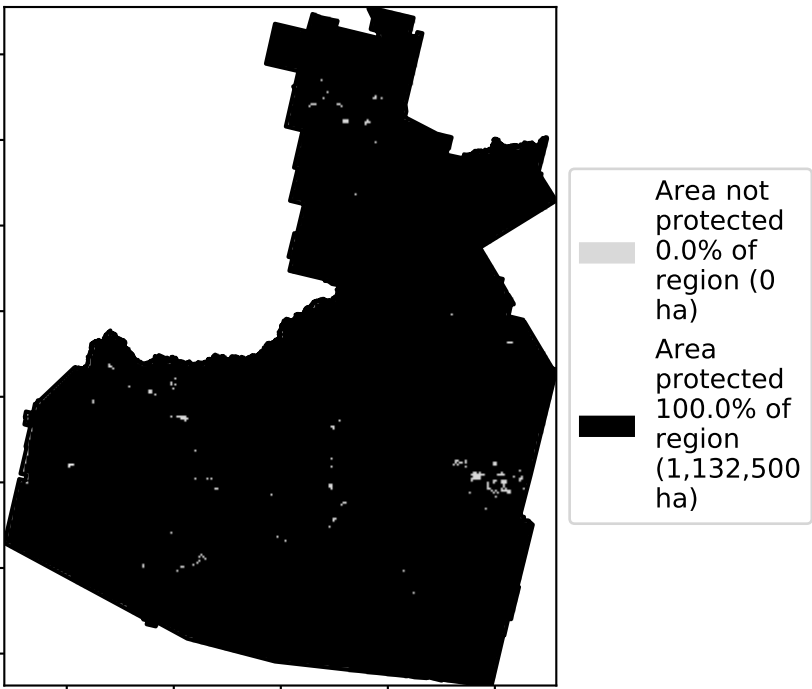 Area not
protected
0.0% of
region (0
ha)
Area
protected
100.0% of
region
(1,132,500
ha)